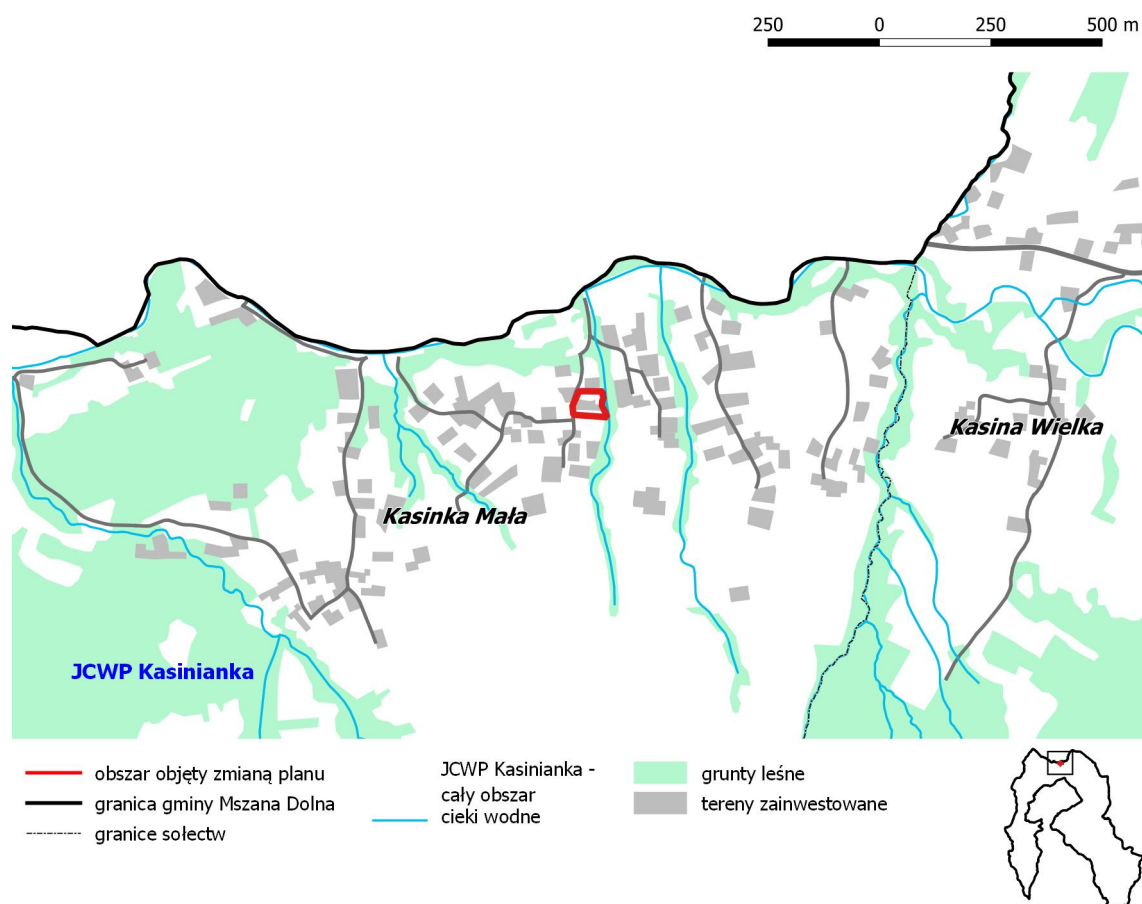 250 0 250 500 m
Kasina Wielka
Kasinka Mała
JCWP Kasinianka
obszar objęty zmianą planu
granica gminy Mszana Dolna
granice sołectw
JCWP Kasinianka -
cały obszar
cieki wodne
grunty leśne
tereny zainwestowane